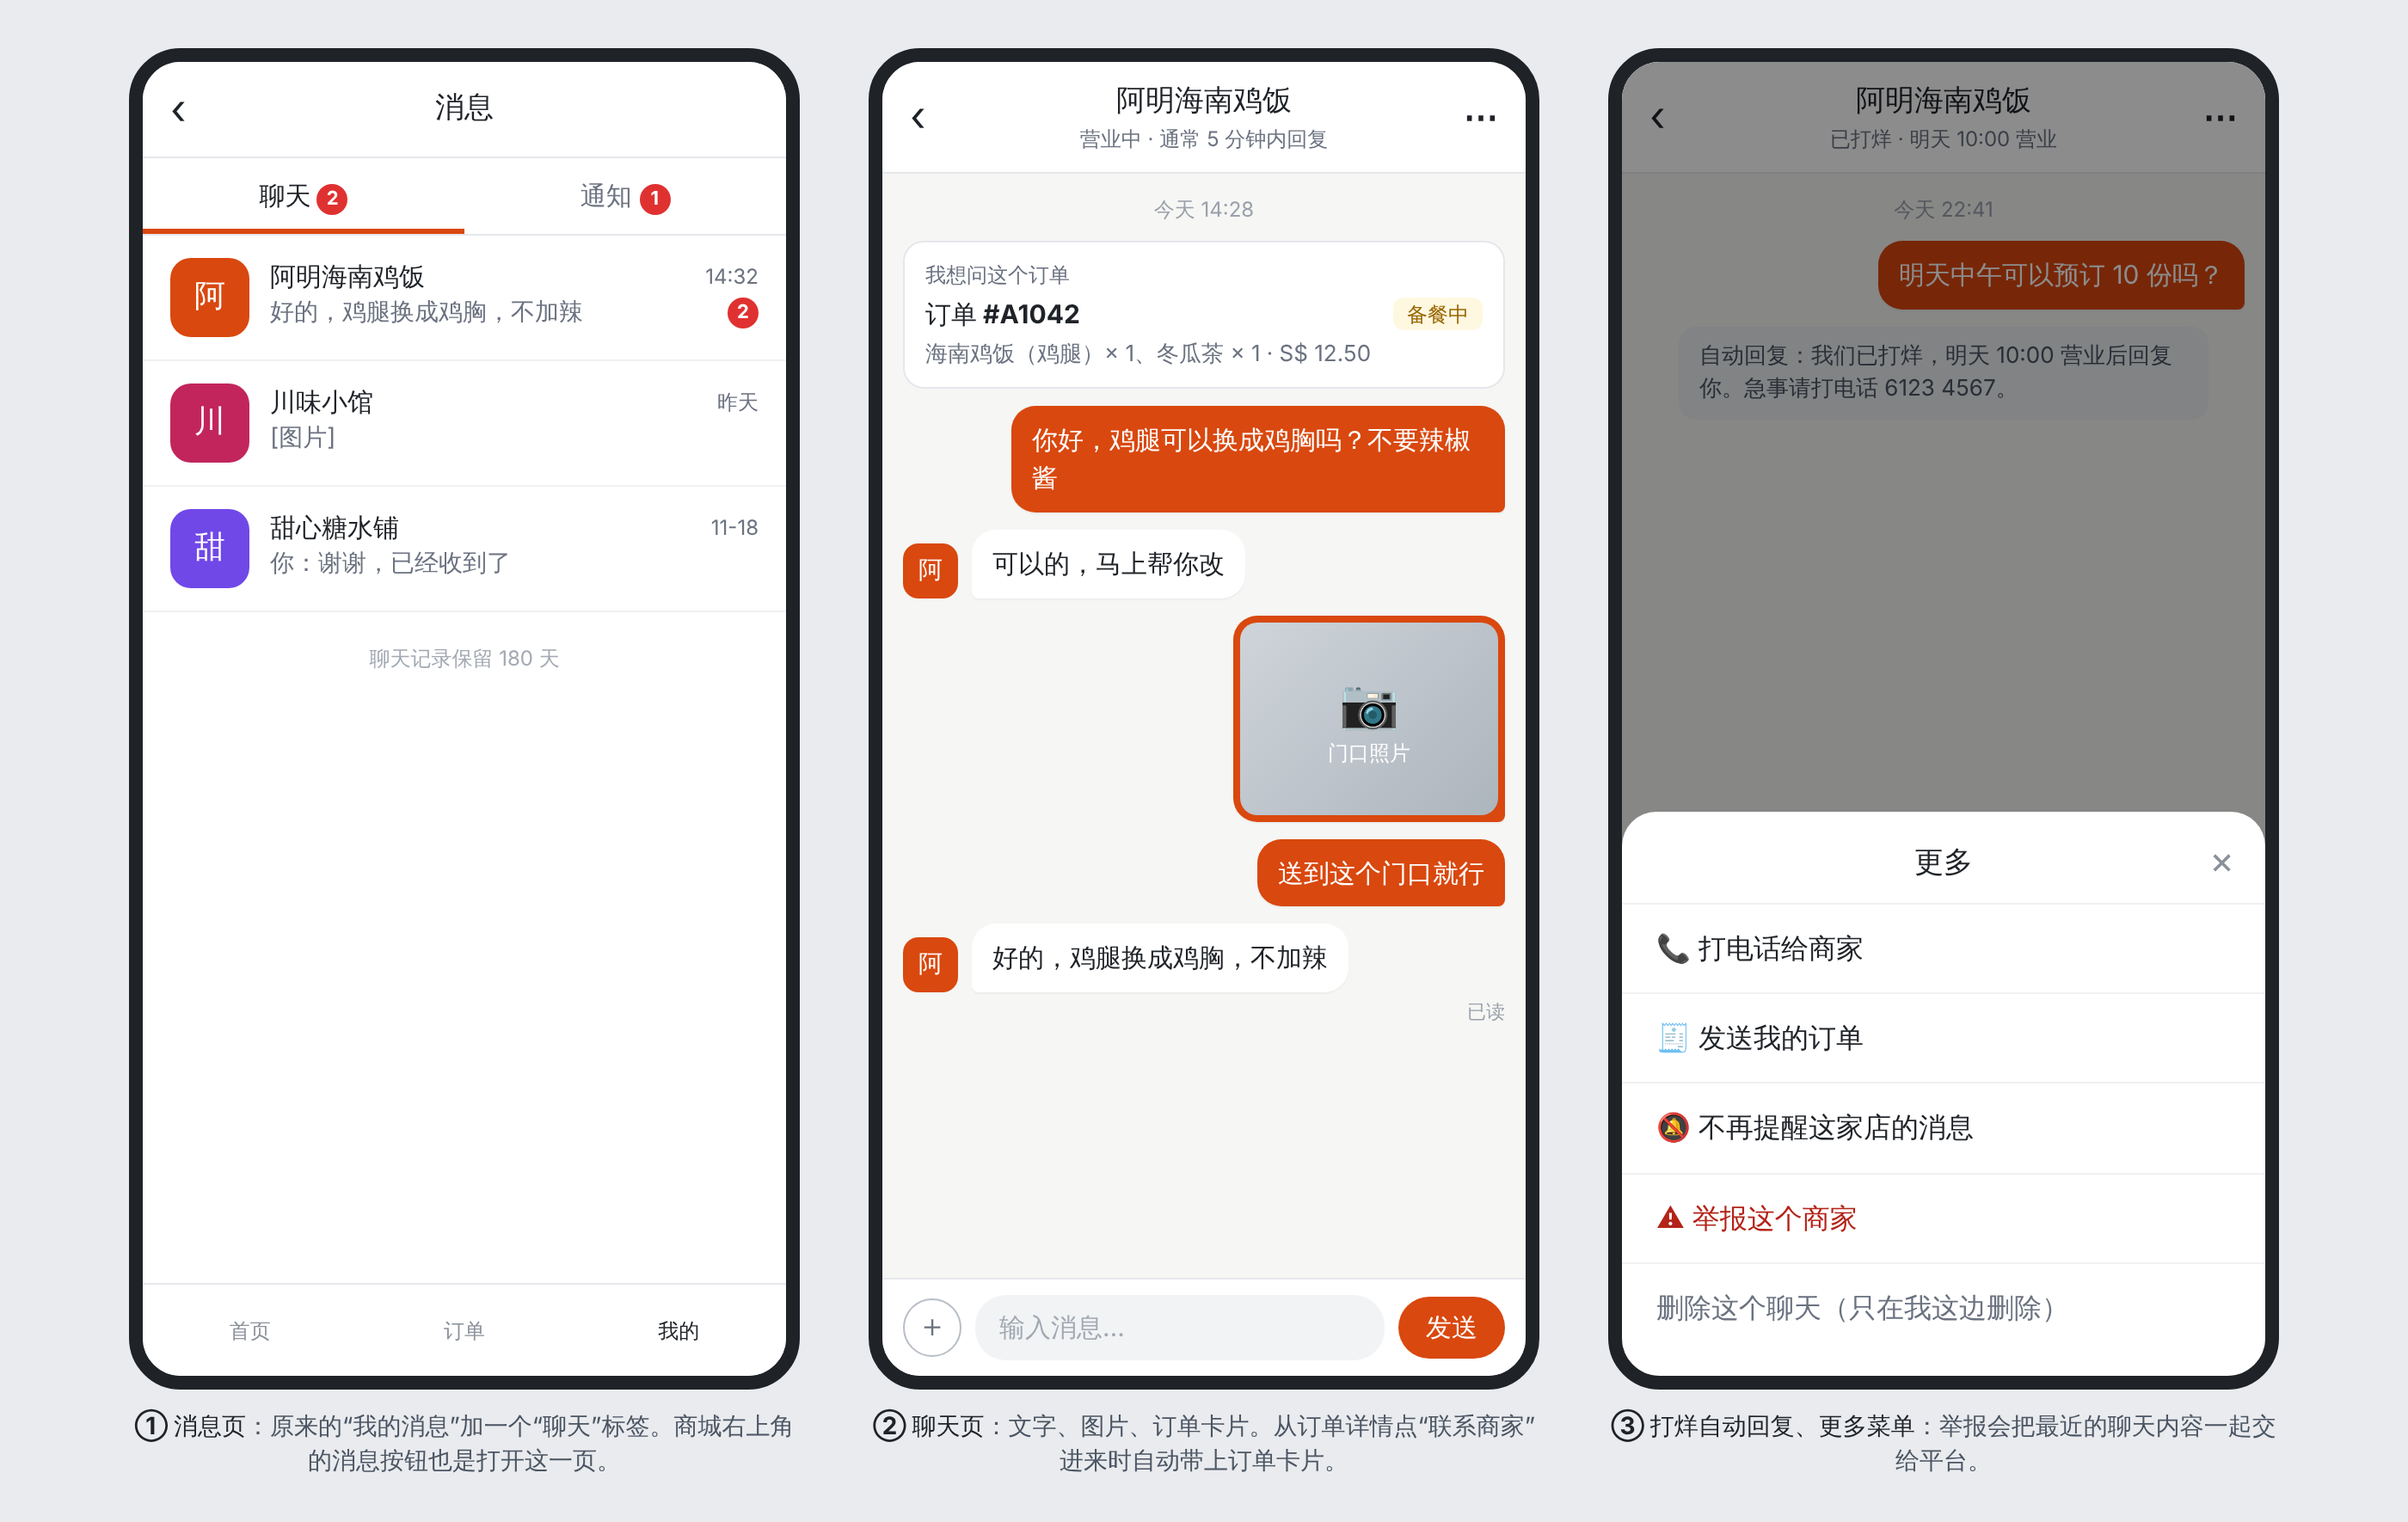 消息
聊天 2
通知 1
阿
阿明海南鸡饭
14:32
好的，鸡腿换成鸡胸，不加辣
2
川
川味小馆
昨天
[图片]
甜
甜心糖水铺
11-18
你：谢谢，已经收到了
聊天记录保留 180 天
首页
订单
我的
① 消息页：原来的“我的消息”加一个“聊天”标签。商城右上角
的消息按钮也是打开这一页。
阿明海南鸡饭
营业中 · 通常 5 分钟内回复
今天 14:28
我想问这个订单
订单 #A1042
备餐中
海南鸡饭（鸡腿）× 1、冬瓜茶 × 1 · S$ 12.50
你好，鸡腿可以换成鸡胸吗？不要辣椒
酱
阿
可以的，马上帮你改
门口照片
送到这个门口就行
阿
好的，鸡腿换成鸡胸，不加辣
已读
+
输入消息...
发送
② 聊天页：文字、图片、订单卡片。从订单详情点“联系商家”
进来时自动带上订单卡片。
阿明海南鸡饭
已打烊 · 明天 10:00 营业
今天 22:41
明天中午可以预订 10 份吗？
自动回复：我们已打烊，明天 10:00 营业后回复
你。急事请打电话 6123 4567。
更多
打电话给商家
发送我的订单
不再提醒这家店的消息
举报这个商家
删除这个聊天（只在我这边删除）
③ 打烊自动回复、更多菜单：举报会把最近的聊天内容一起交
给平台。